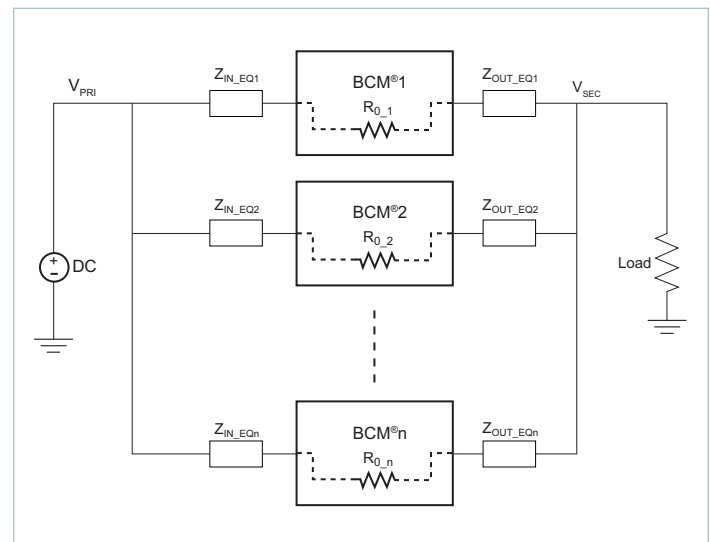 V_PRI
Z_IN_EQ1
BCM®1
R_0_1
Z_OUT_EQ1
V_SEC
Z_IN_EQ2
BCM®2
R_0_2
Z_OUT_EQ2
+
−
DC
Load
Z_IN_EQn
BCM®n
R_0_n
Z_OUT_EQn